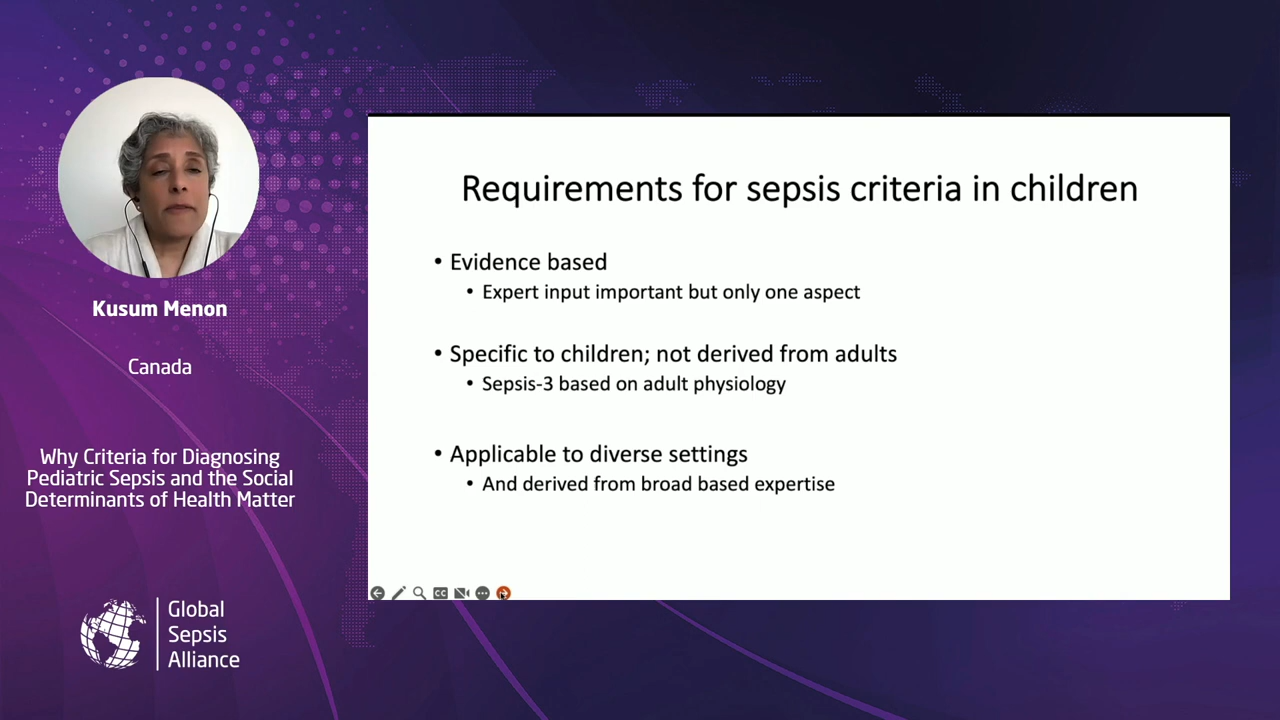 Kusum Menon
Canada
Why Criteria for Diagnosing
Pediatric Sepsis and the Social
Determinants of Health Matter
Global
Sepsis
Alliance
Requirements for sepsis criteria in children
• Evidence based
• Expert input important but only one aspect
• Specific to children; not derived from adults
• Sepsis-3 based on adult physiology
• Applicable to diverse settings
• And derived from broad based expertise
CC